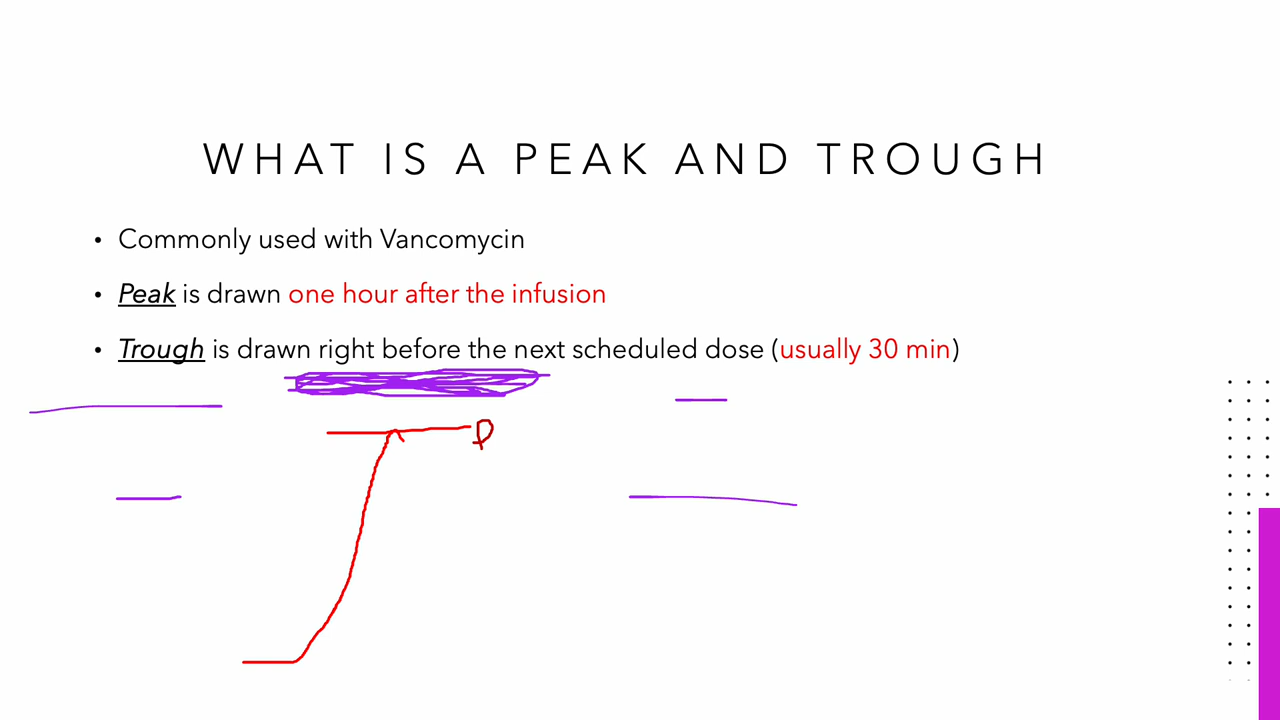 WHAT IS A PEAK AND TROUGH
• Commonly used with Vancomycin
• Peak is drawn one hour after the infusion
• Trough is drawn right before the next scheduled dose (usually 30 min)
P